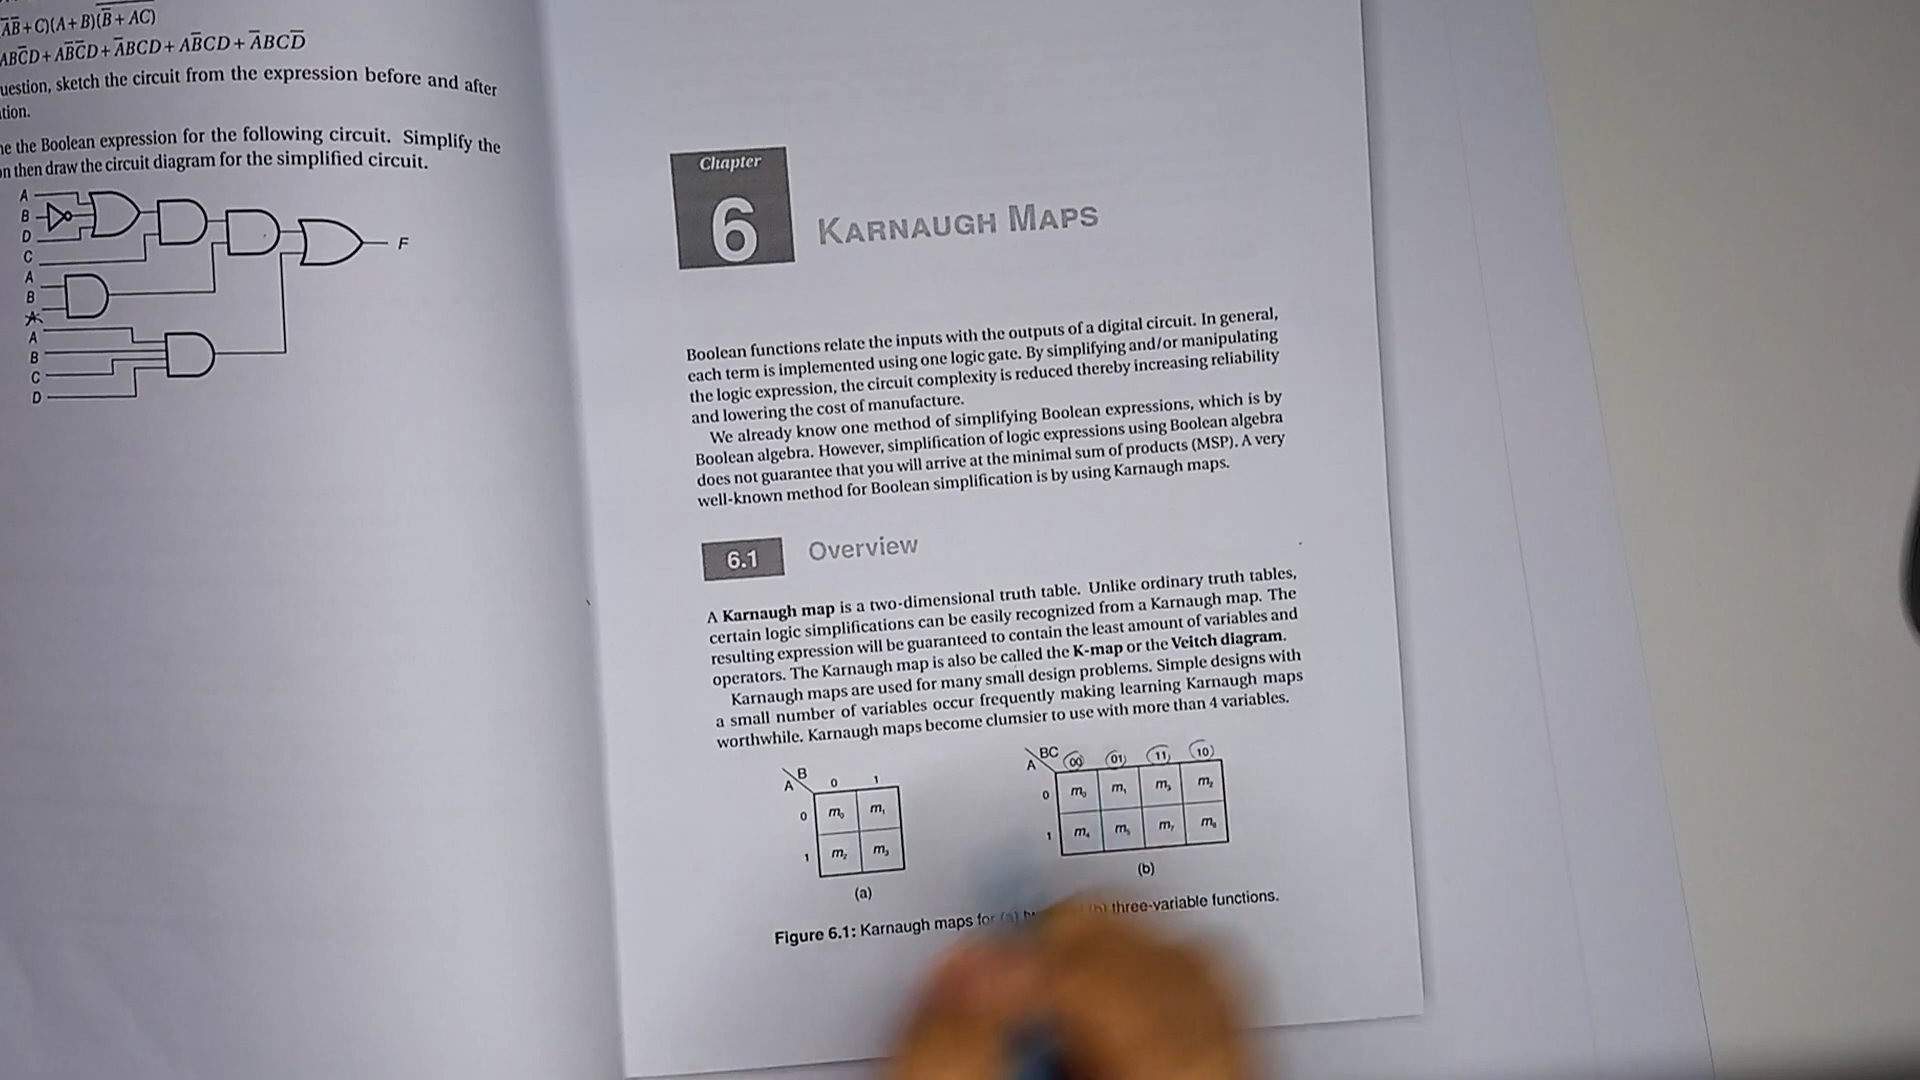 A̅B̅+C)(A+B)(B̅+AC)
ABC̅D+AB̅C̅D+A̅BCD+AB̅CD+A̅BCD̅
uestion, sketch the circuit from the expression before and after
tion.
ne the Boolean expression for the following circuit. Simplify the
on then draw the circuit diagram for the simplified circuit.
A
B
D
C
F
A
B
A
A
B
C
D
Chapter
6 KARNAUGH MAPS
Boolean functions relate the inputs with the outputs of a digital circuit. In general,
each term is implemented using one logic gate. By simplifying and/or manipulating
the logic expression, the circuit complexity is reduced thereby increasing reliability
and lowering the cost of manufacture.
We already know one method of simplifying Boolean expressions, which is by
Boolean algebra. However, simplification of logic expressions using Boolean algebra
does not guarantee that you will arrive at the minimal sum of products (MSP). A very
well-known method for Boolean simplification is by using Karnaugh maps.
6.1 Overview
A Karnaugh map is a two-dimensional truth table. Unlike ordinary truth tables,
certain logic simplifications can be easily recognized from a Karnaugh map. The
resulting expression will be guaranteed to contain the least amount of variables and
operators. The Karnaugh map is also be called the K-map or the Veitch diagram.
Karnaugh maps are used for many small design problems. Simple designs with
a small number of variables occur frequently making learning Karnaugh maps
worthwhile. Karnaugh maps become clumsier to use with more than 4 variables.
B
A 0 1
0 m₀ m₁
1 m₂ m₃
(a)
BC
A 00 01 11 10
0 m₀ m₁ m₃ m₂
1 m₄ m₅ m₇ m₆
(b)
Figure 6.1: Karnaugh maps for (a) (b) three-variable functions.